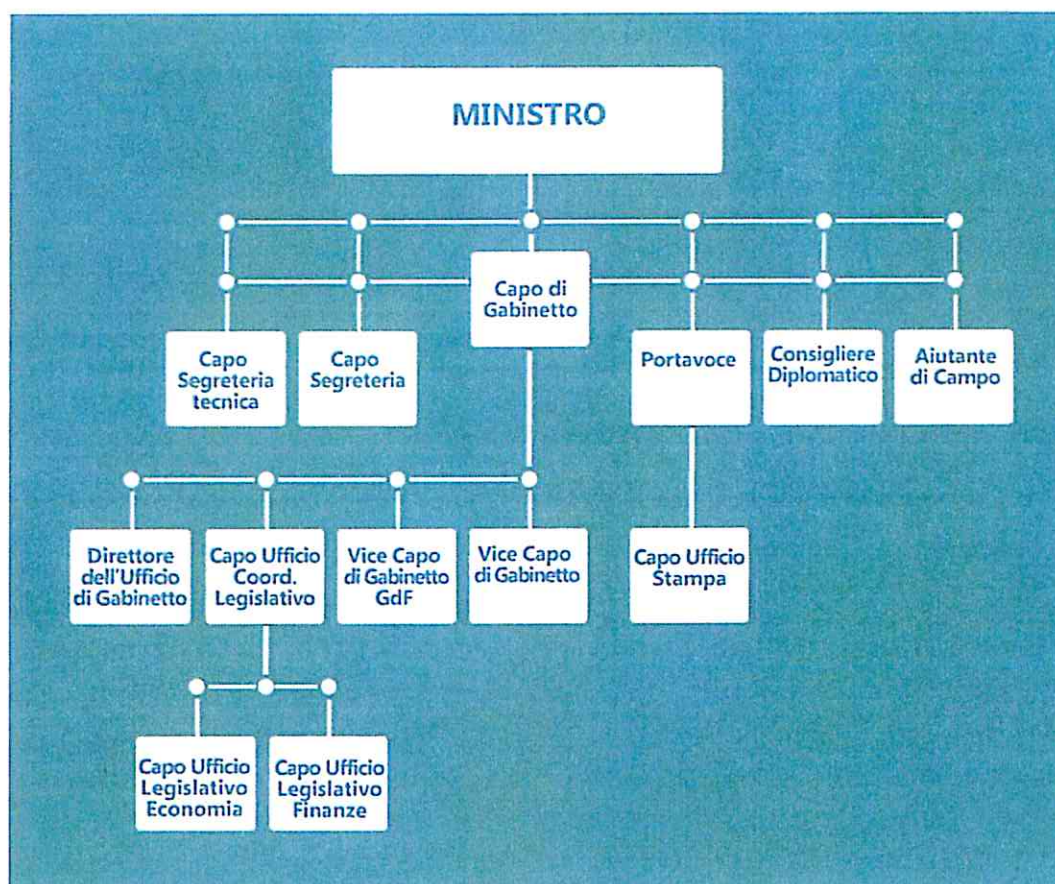 MINISTRO
Capo di
Gabinetto
Capo
Segreteria
tecnica
Capo
Segreteria
Portavoce
Consigliere
Diplomatico
Aiutante
di Campo
Direttore
dell'Ufficio
di Gabinetto
Capo Ufficio
Coord.
Legislativo
Vice Capo
di Gabinetto
GdF
Vice Capo
di Gabinetto
Capo Ufficio
Stampa
Capo Ufficio
Legislativo
Economia
Capo Ufficio
Legislativo
Finanze